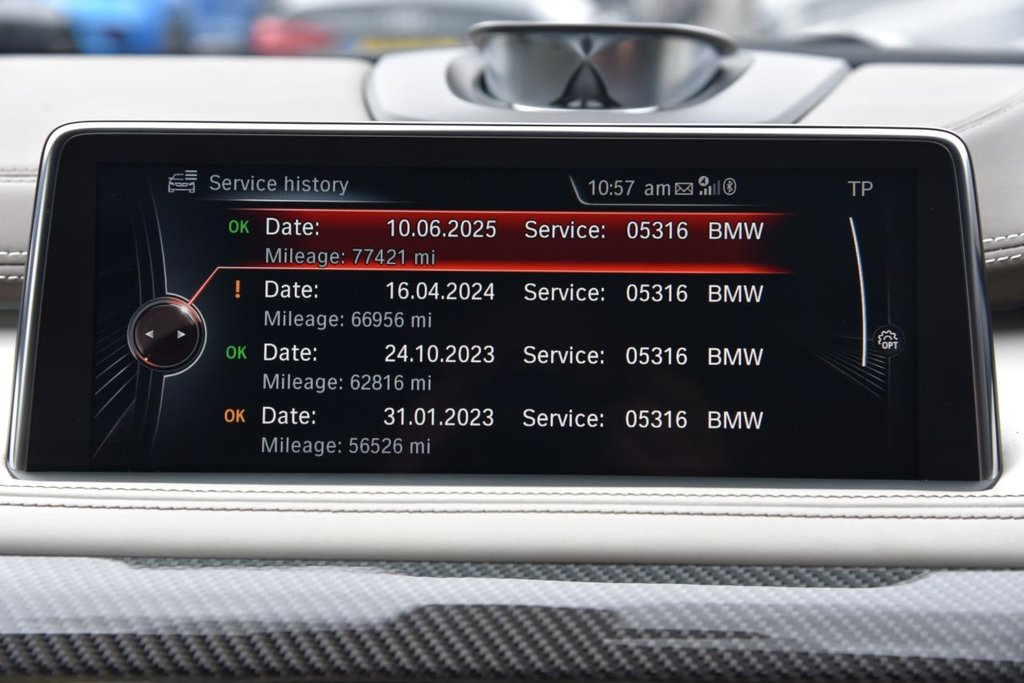 Service history 10:57 am TP
OK Date: 10.06.2025 Service: 05316 BMW
Mileage: 77421 mi
! Date: 16.04.2024 Service: 05316 BMW
Mileage: 66956 mi
OK Date: 24.10.2023 Service: 05316 BMW
Mileage: 62816 mi
OPT
OK Date: 31.01.2023 Service: 05316 BMW
Mileage: 56526 mi